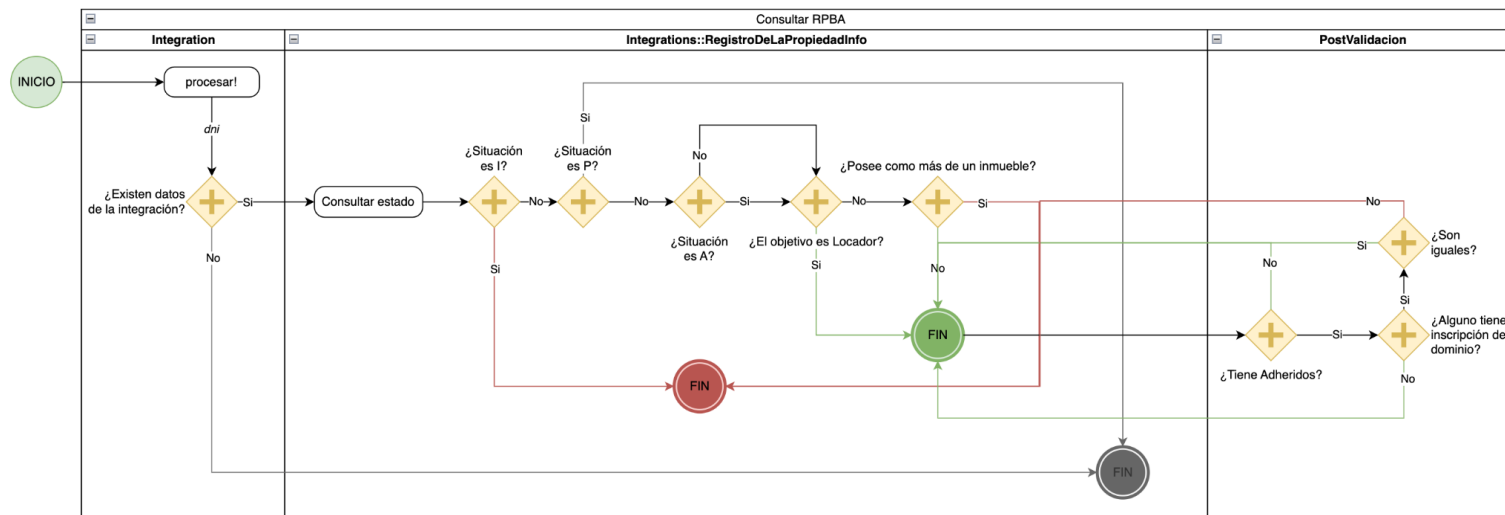 Consultar RPBA
Integration
Integrations::RegistroDeLaPropiedadInfo
PostValidacion
INICIO
procesar!
dni
¿Existen datos
de la integración?
Si
No
Consultar estado
¿Situación
es I?
No
Si
¿Situación
es P?
Si
No
¿Situación
es A?
No
Si
¿El objetivo es Locador?
No
Si
¿Posee como más de un inmueble?
Si
No
FIN
FIN
FIN
¿Tiene Adheridos?
No
Si
¿Alguno tiene
inscripción de
dominio?
Si
No
¿Son
iguales?
No
Si